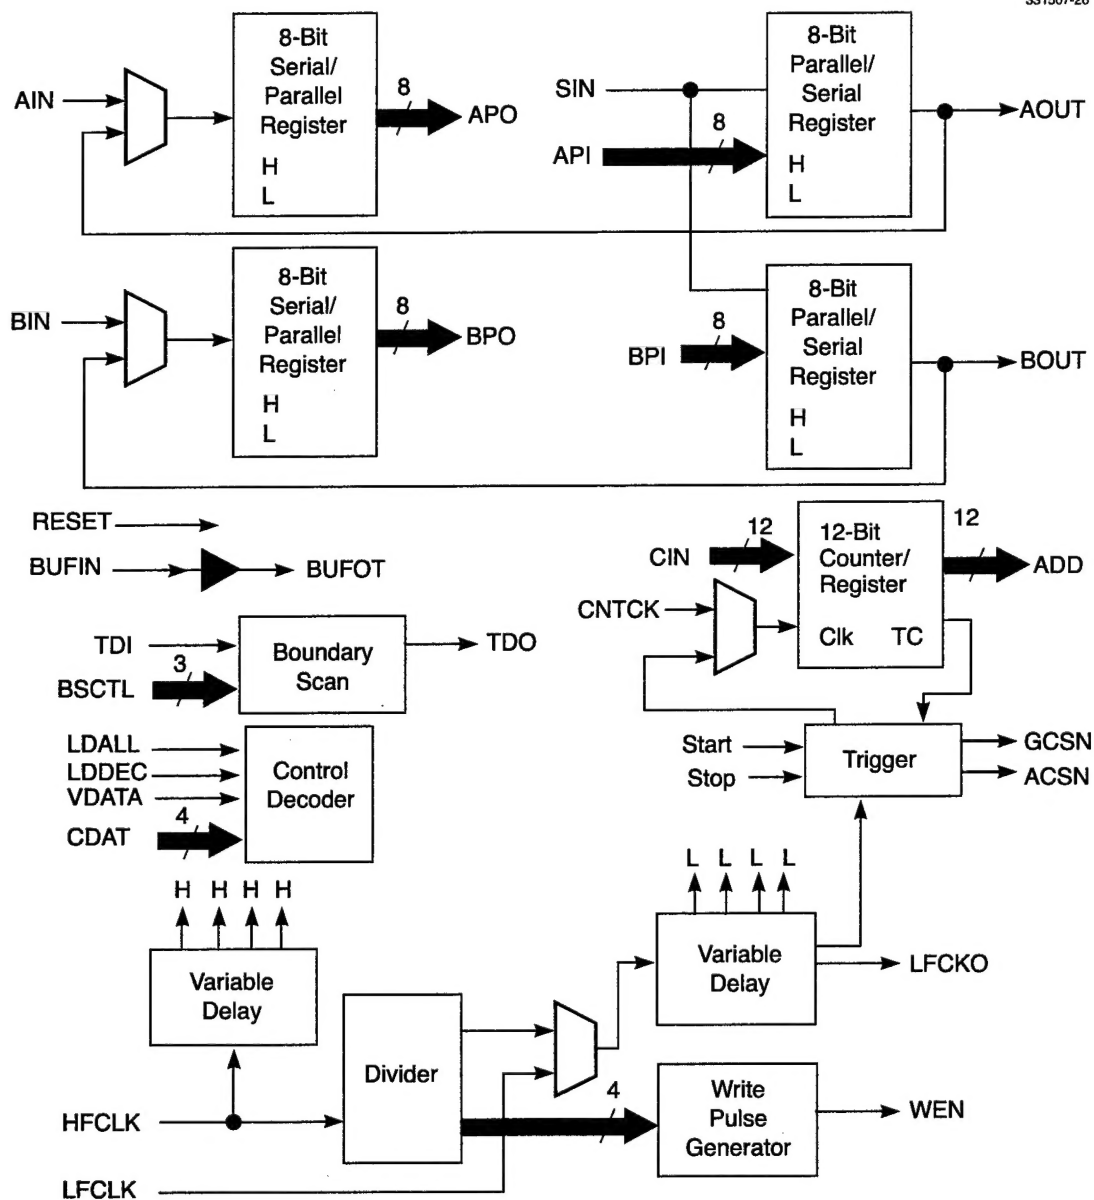 8-Bit
Serial/
Parallel
Register
H
L
AIN
8
APO
SIN
API
8
8-Bit
Parallel/
Serial
Register
H
L
AOUT
BIN
8-Bit
Serial/
Parallel
Register
H
L
8
BPO
BPI
8
8-Bit
Parallel/
Serial
Register
H
L
BOUT
RESET
BUFIN
BUFOT
TDI
3
BSCTL
Boundary
Scan
TDO
LDALL
LDDEC
VDATA
4
CDAT
Control
Decoder
CIN
12
CNTCK
12-Bit
Counter/
Register
Clk TC
12
ADD
Start
Stop
Trigger
GCSN
ACSN
H H H H
Variable
Delay
L L L L
Variable
Delay
LFCKO
Divider
4
Write
Pulse
Generator
WEN
HFCLK
LFCLK